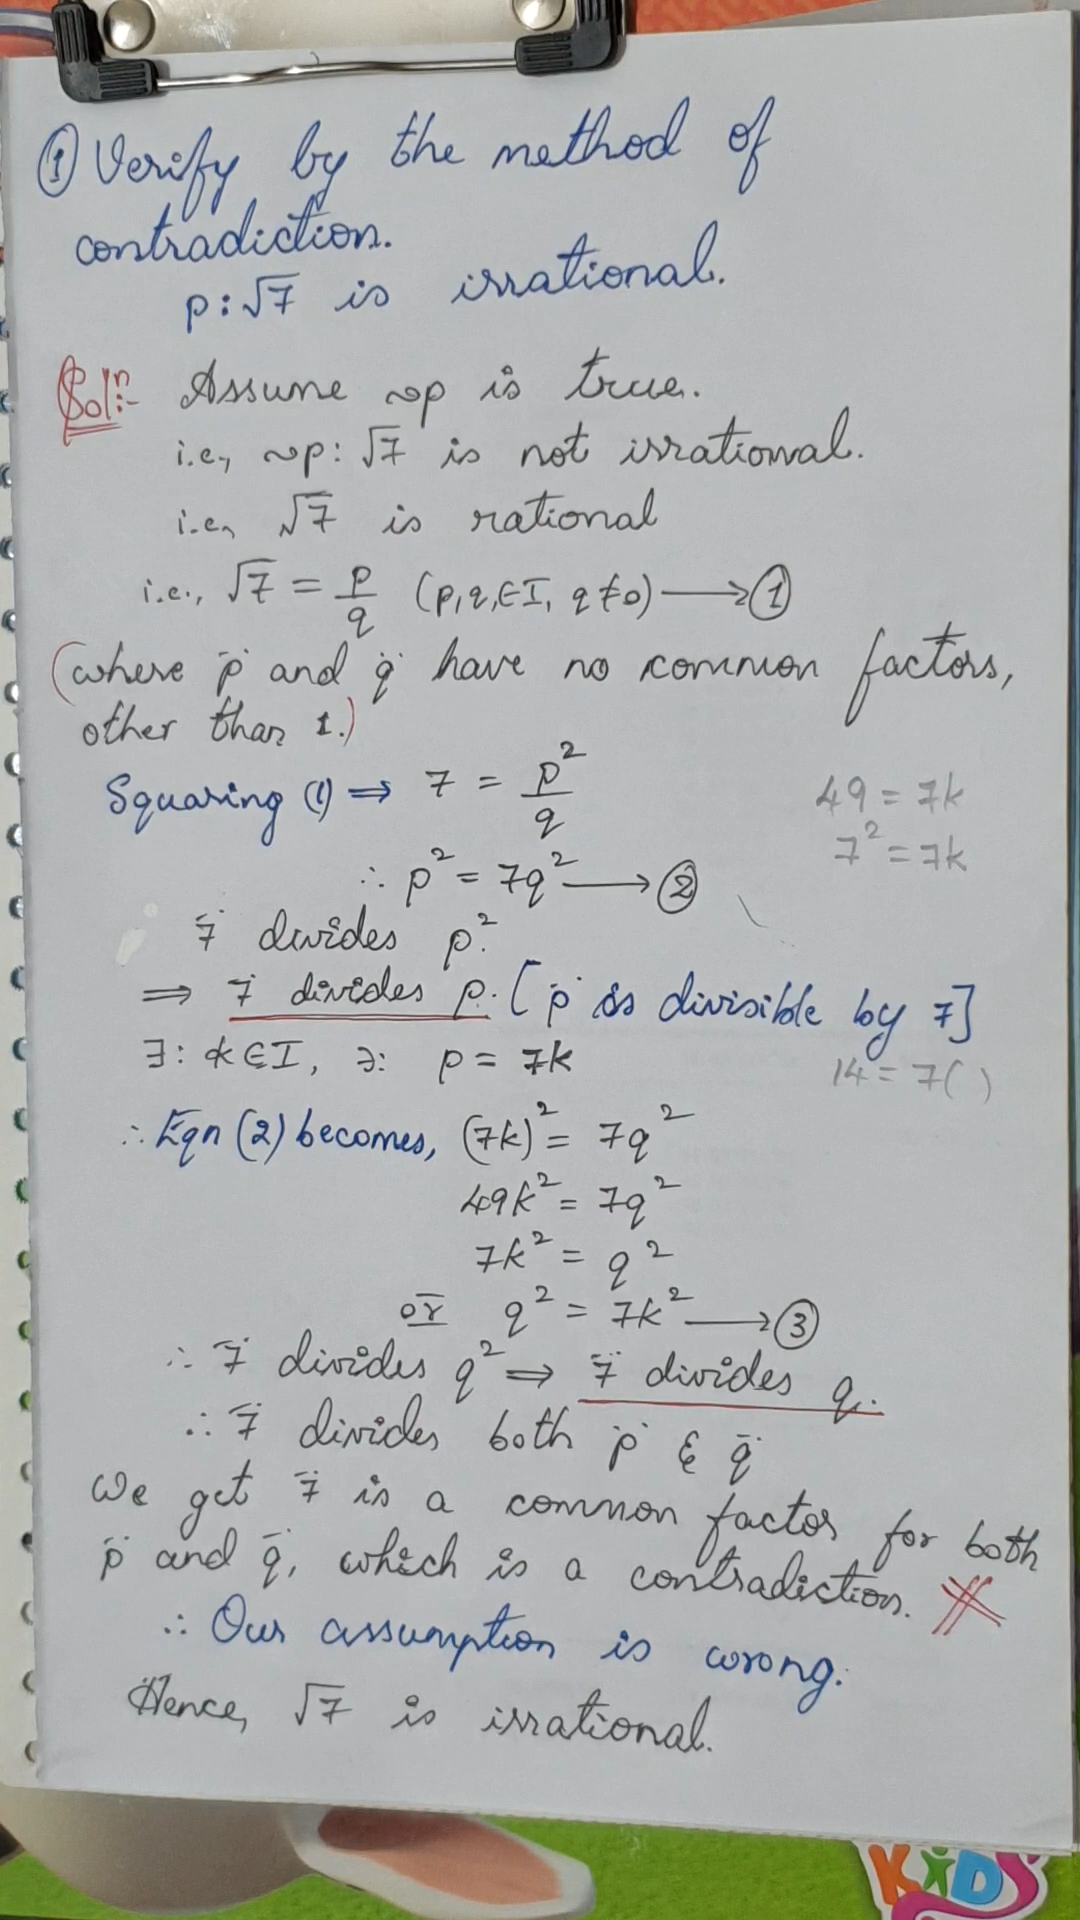 ① Verify by the method of
contradiction.
p: √7 is irrational.
Solⁿ:- Assume ~p is true.
i.e, ~p: √7 is not irrational.
i.e, √7 is rational
i.e., √7 = p/q (p,q,∈I, q≠0) ⟶ ①
(where p and q have no common factors,
other than 1.)
Squaring (1) ⇒ 7 = p²/q
49 = 7k
7² = 7k
∴ p² = 7q² ⟶ ②
7 divides p².
⇒ 7 divides p. [p is divisible by 7]
∃: k∈I, ∋: p = 7k
14 = 7( )
∴ Eqn (2) becomes, (7k)² = 7q²
49k² = 7q²
7k² = q²
or q² = 7k² ⟶ ③
∴ 7 divides q² ⇒ 7 divides q.
∴ 7 divides both p & q
We get 7 is a common factor for both
p and q, which is a contradiction.
∴ Our assumption is wrong.
Hence, √7 is irrational.
KiDS